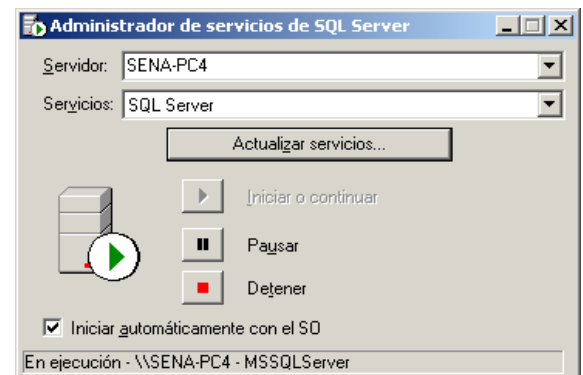 Administrador de servicios de SQL Server
Servidor: SENA-PC4
Servicios: SQL Server
Actualizar servicios...
Iniciar o continuar
Pausar
Detener
Iniciar automáticamente con el SO
En ejecución - \\SENA-PC4 - MSSQLServer